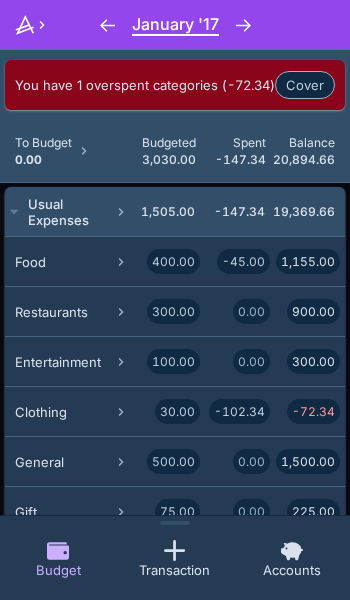 January '17
You have 1 overspent categories (-72.34) Cover
To Budget Budgeted Spent Balance
0.00 3,030.00 -147.34 20,894.66
Usual Expenses 1,505.00 -147.34 19,369.66
Food 400.00 -45.00 1,155.00
Restaurants 300.00 0.00 900.00
Entertainment 100.00 0.00 300.00
Clothing 30.00 -102.34 -72.34
General 500.00 0.00 1,500.00
Gift 75.00 0.00 225.00
Budget Transaction Accounts